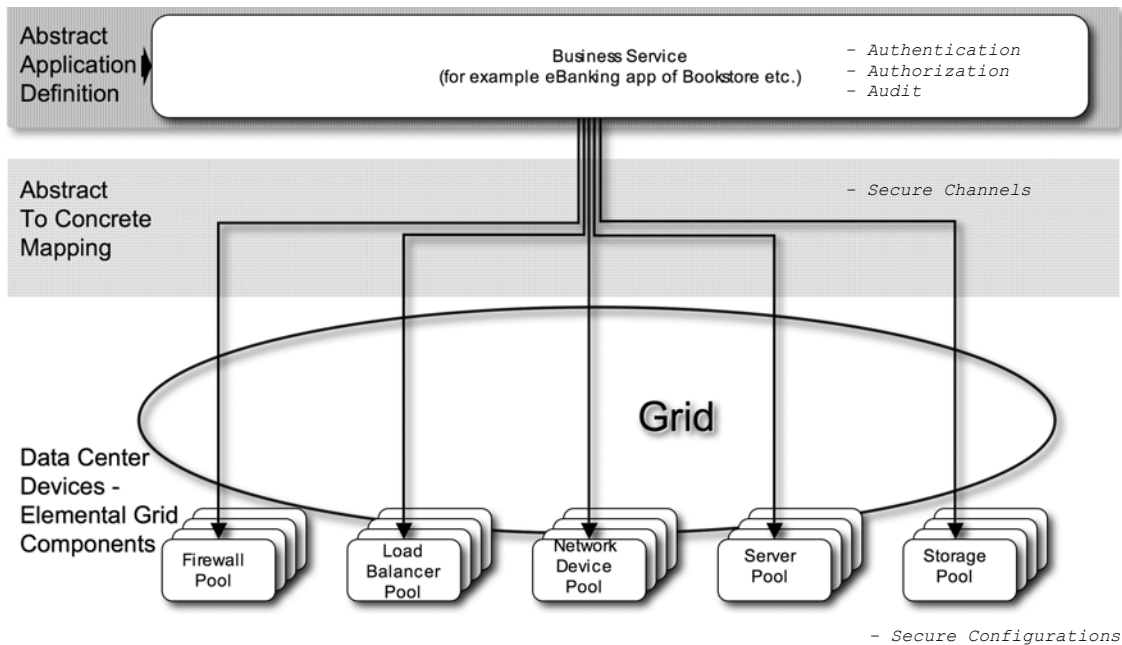 Abstract
Application
Definition
Business Service
(for example eBanking app of Bookstore etc.)
- Authentication
- Authorization
- Audit
Abstract
To Concrete
Mapping
- Secure Channels
Grid
Data Center
Devices -
Elemental Grid
Components
Firewall
Pool
Load
Balancer
Pool
Network
Device
Pool
Server
Pool
Storage
Pool
- Secure Configurations